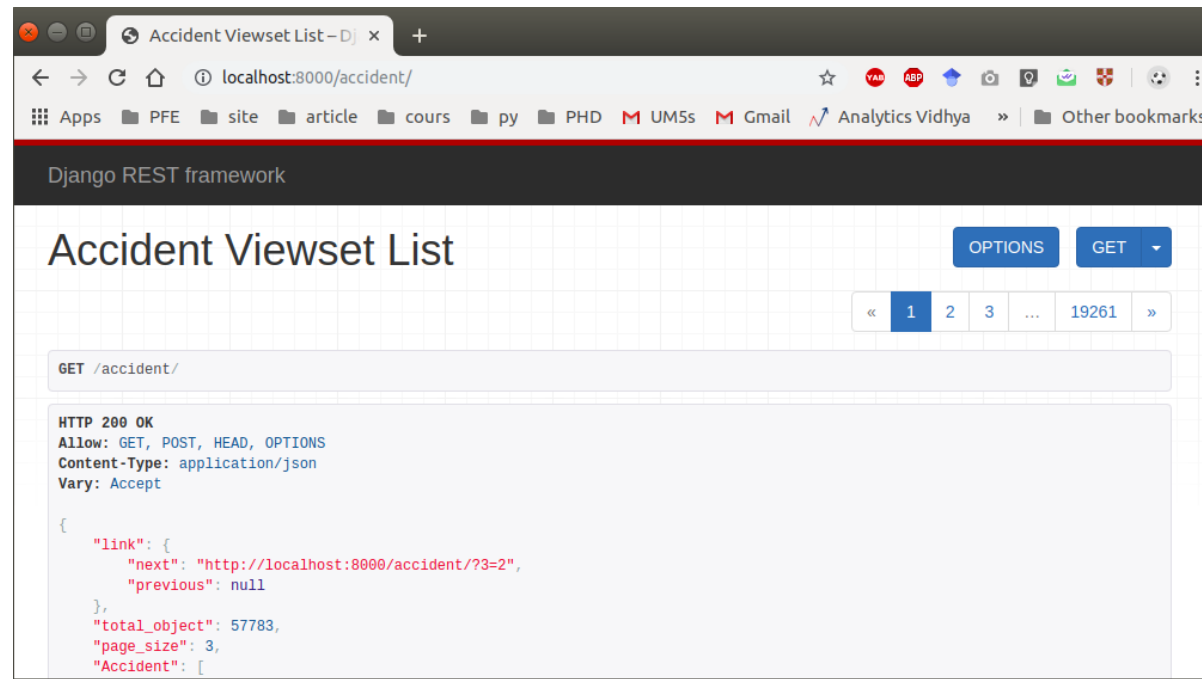 Accident Viewset List – Dj × +
localhost:8000/accident/
YAB ABP
Apps PFE site article cours py PHD UM5s Gmail Analytics Vidhya » Other bookmarks
Django REST framework
Accident Viewset List
OPTIONS GET
« 1 2 3 … 19261 »
GET /accident/
HTTP 200 OK
Allow: GET, POST, HEAD, OPTIONS
Content-Type: application/json
Vary: Accept
{
"link": {
"next": "http://localhost:8000/accident/?3=2",
"previous": null
},
"total_object": 57783,
"page_size": 3,
"Accident": [